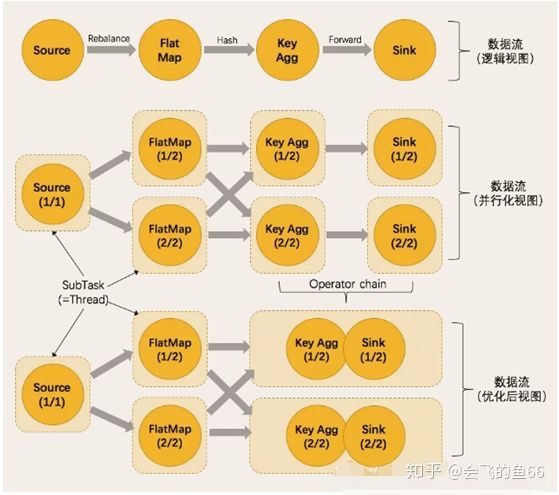 Rebalance
Hash
Forward
Source
Flat
Map
Key
Agg
Sink
数据流
(逻辑视图)
FlatMap
(1/2)
Key Agg
(1/2)
Sink
(1/2)
Source
(1/1)
数据流
(并行化视图)
FlatMap
(2/2)
Key Agg
(2/2)
Sink
(2/2)
SubTask
(=Thread)
Operator chain
FlatMap
(1/2)
Key Agg
(1/2)
Sink
(1/2)
Source
(1/1)
数据流
(优化后视图)
FlatMap
(2/2)
Key Agg
(2/2)
Sink
(2/2)
知乎 @会飞的鱼66